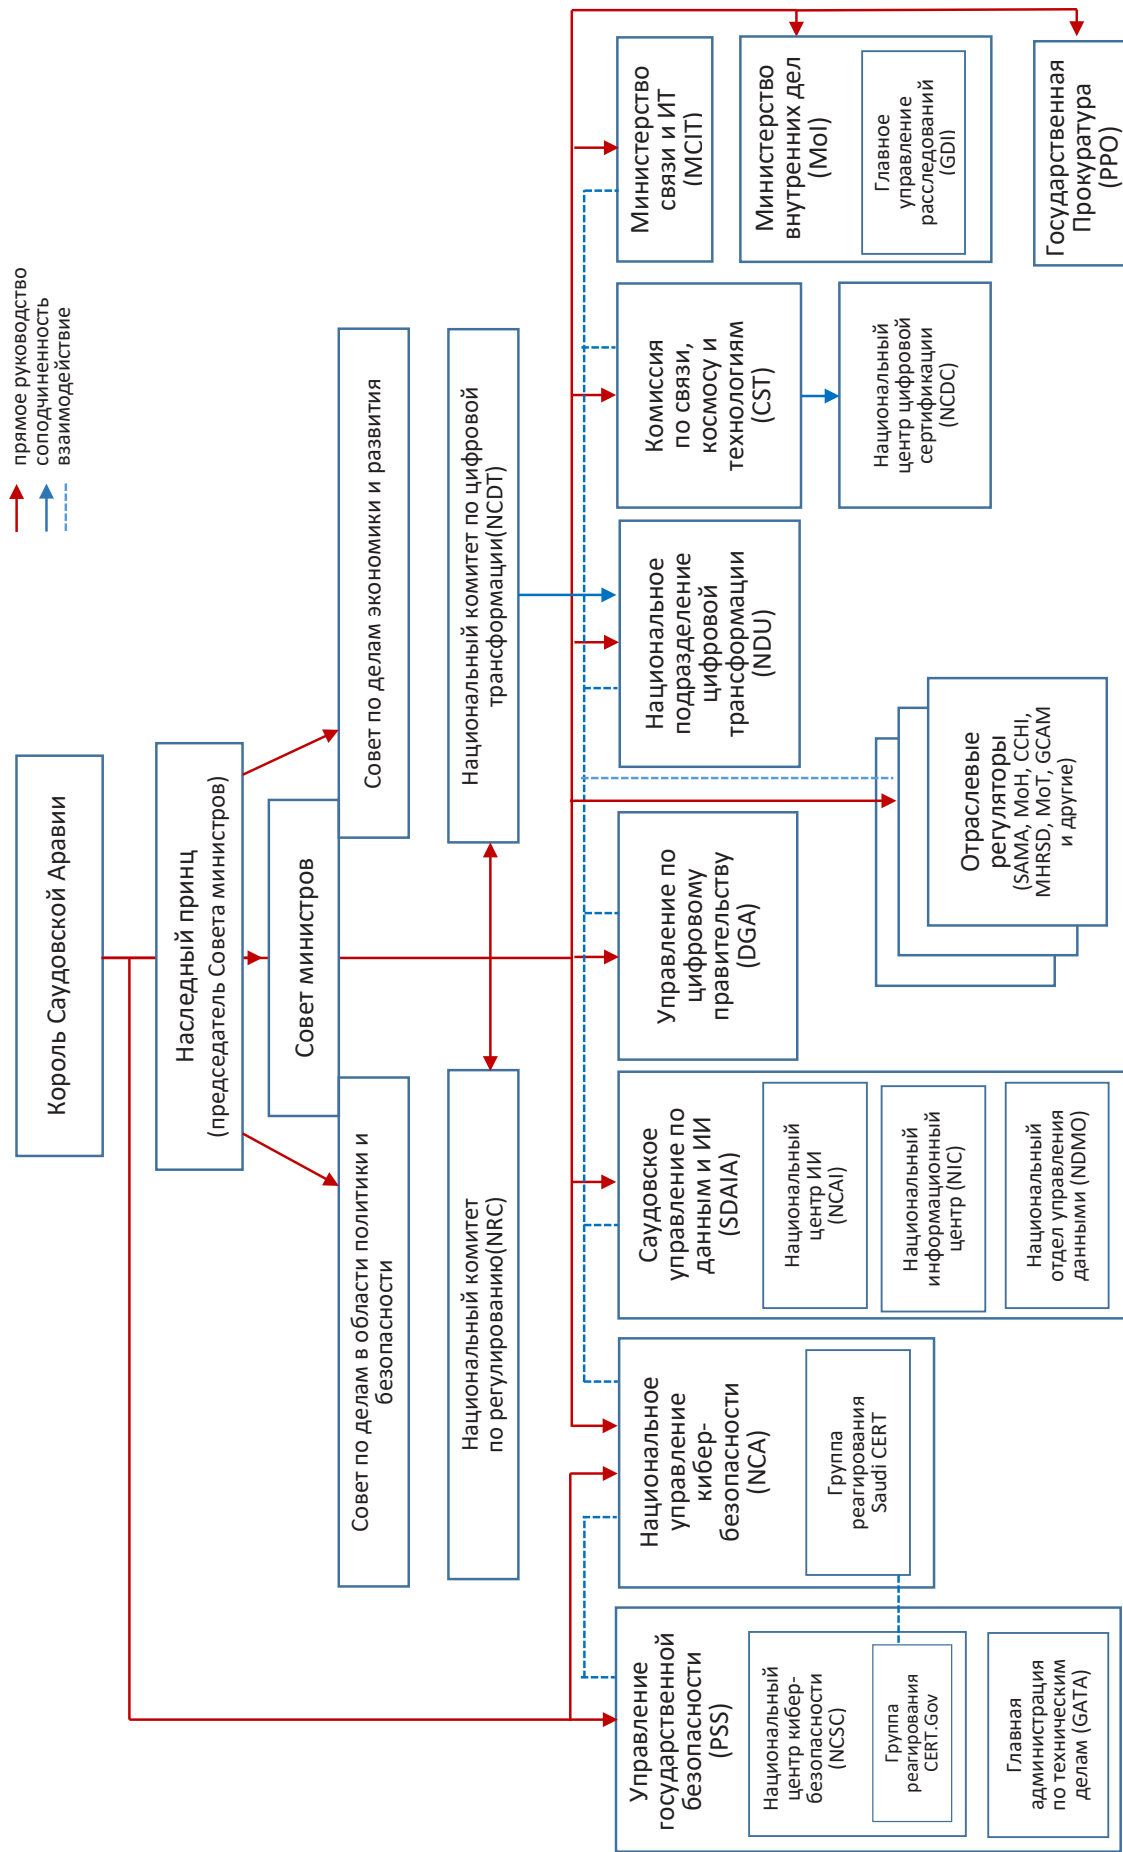 прямое руководство
соподчиненность
взаимодействие
Король Саудовской Аравии
Наследный принц
(председатель Совета министров)
Совет министров
Совет по делам в области политики и
безопасности
Совет по делам экономики и развития
Национальный комитет
по регулированию(NRC)
Национальный комитет по цифровой
трансформации(NCDT)
Управление
государственной
безопасности
(PSS)
Национальный
центр кибер-
безопасности
(NCSC)
Группа
реагирования
CERT.Gov
Главная
администрация
по техническим
делам (GATA)
Национальное
управление
кибер-
безопасности
(NCA)
Группа
реагирования
Saudi CERT
Саудовское
управление по
данным и ИИ
(SDAIA)
Национальный
центр ИИ
(NCAI)
Национальный
информационный
центр (NIC)
Национальный
отдел управления
данными (NDMO)
Управление по
цифровому
правительству
(DGA)
Отраслевые
регуляторы
(SAMA, MoH, CCHI,
MHRSD, MoT, GCAM
и другие)
Национальное
подразделение
цифровой
трансформации
(NDU)
Комиссия
по связи,
космосу и
технологиям
(CST)
Национальный
центр цифровой
сертификации
(NCDC)
Министерство
связи и ИТ
(MCIT)
Министерство
внутренних дел
(MoI)
Главное
управление
расследований
(GDI)
Государственная
Прокуратура
(PPO)